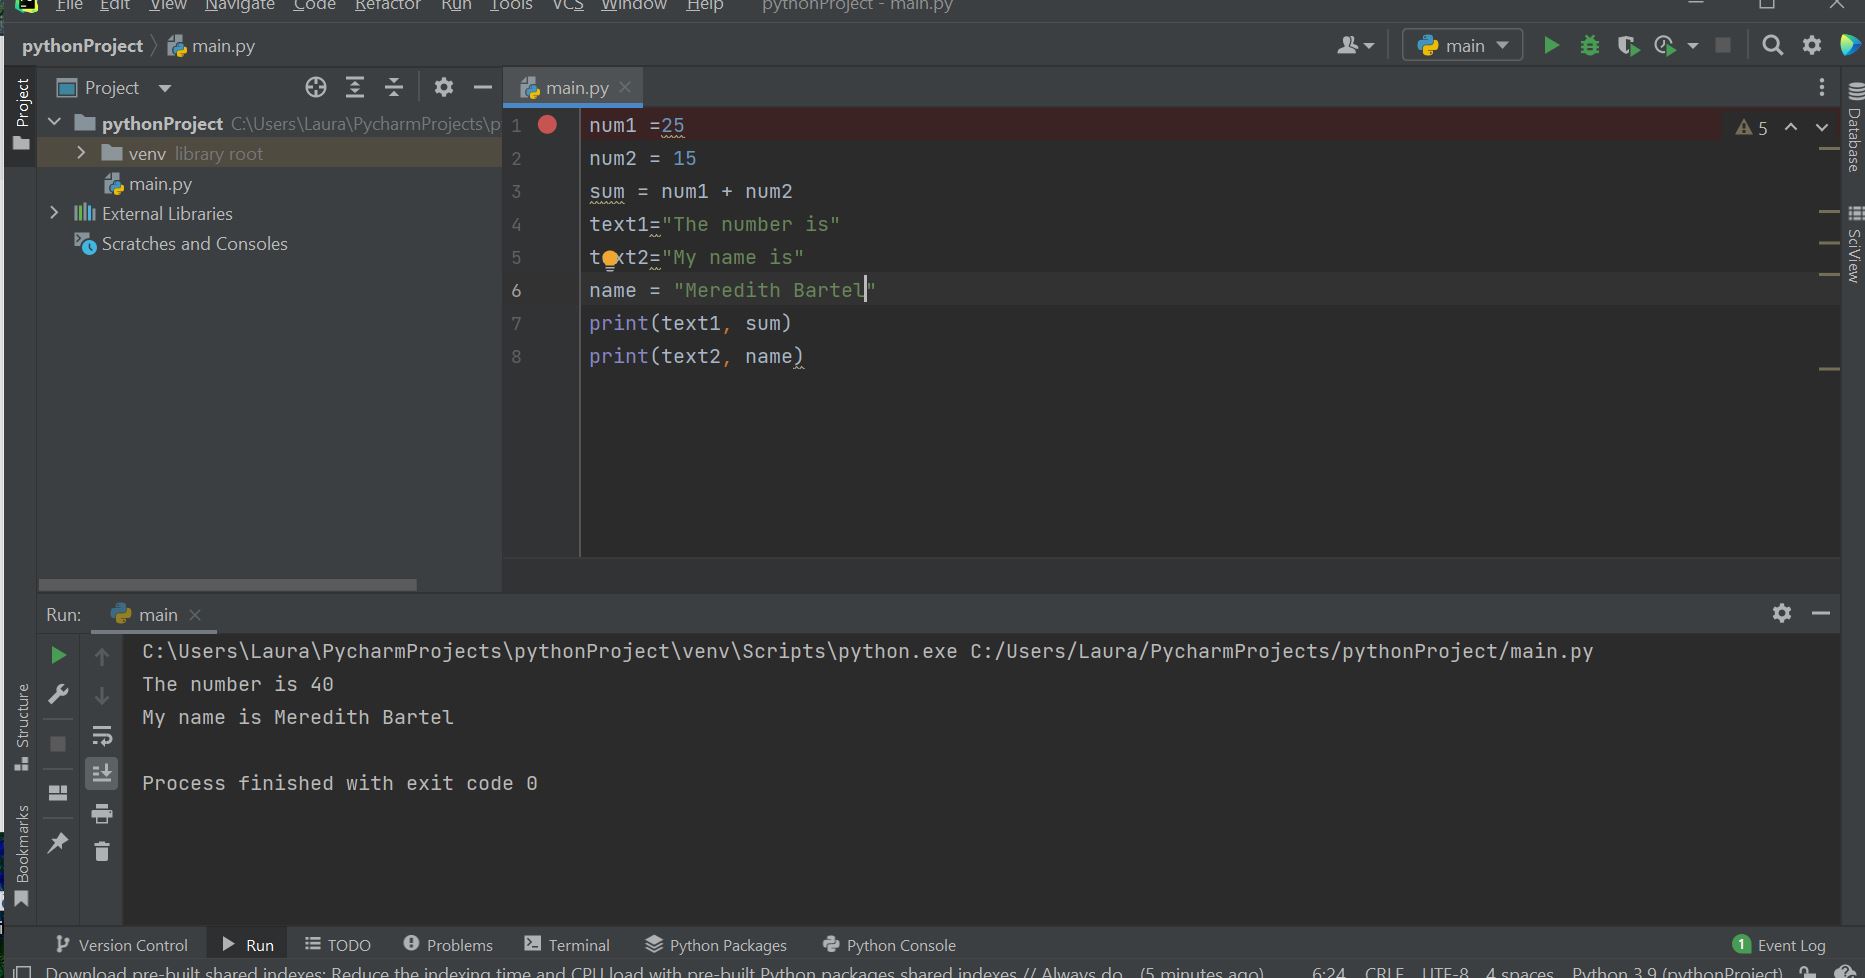 File Edit View Navigate Code Refactor Run Tools VCS Window Help pythonProject - main.py
pythonProject main.py main
Project
Project main.py
pythonProject C:\Users\Laura\PycharmProjects\p
venv library root
main.py
External Libraries
Scratches and Consoles
1 num1 =25
2 num2 = 15
3 sum = num1 + num2
4 text1="The number is"
5 text2="My name is"
6 name = "Meredith Bartel"
7 print(text1, sum)
8 print(text2, name)
5
Database
SciView
Run: main
C:\Users\Laura\PycharmProjects\pythonProject\venv\Scripts\python.exe C:/Users/Laura/PycharmProjects/pythonProject/main.py
The number is 40
My name is Meredith Bartel
Process finished with exit code 0
Structure
Bookmarks
Version Control Run TODO Problems Terminal Python Packages Python Console 1 Event Log
Download pre-built shared indexes: Reduce the indexing time and CPU load with pre-built Python packages shared indexes // Always do... (5 minutes ago) 6:24 CRLF UTF-8 4 spaces Python 3.9 (pythonProject)